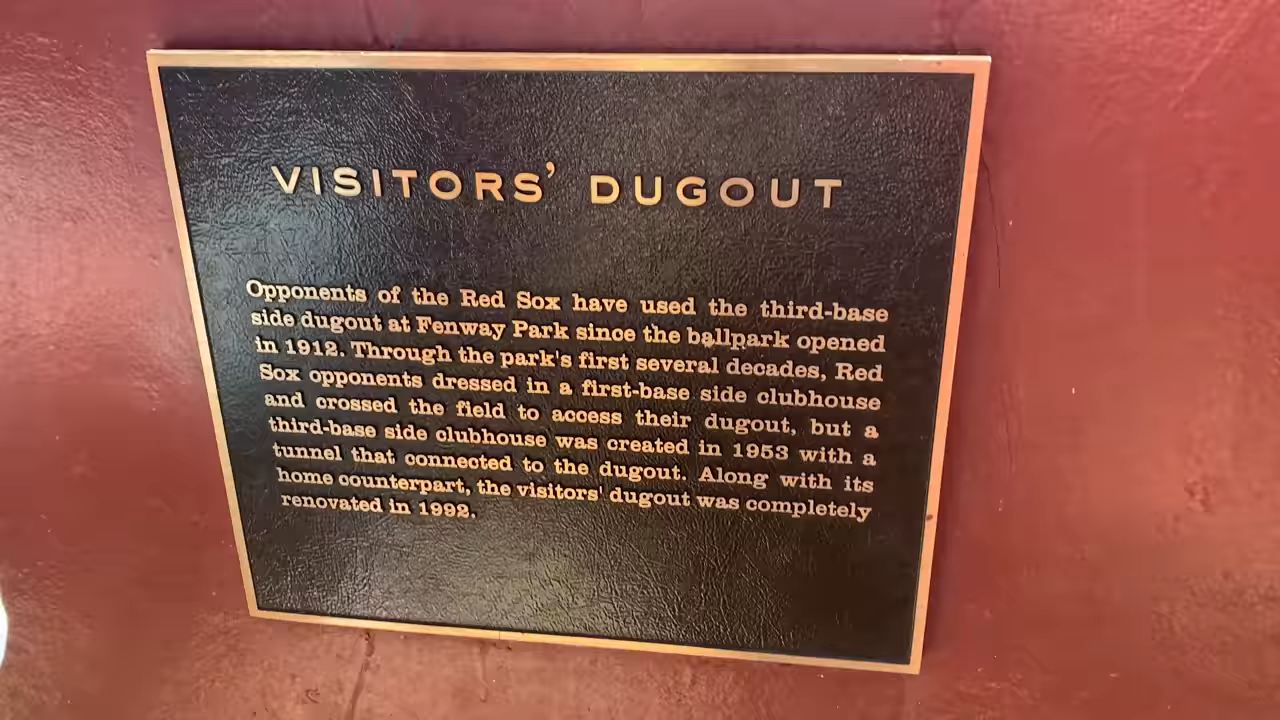 VISITORS’ DUGOUT
Opponents of the Red Sox have used the third-base
side dugout at Fenway Park since the ballpark opened
in 1912. Through the park's first several decades, Red
Sox opponents dressed in a first-base side clubhouse
and crossed the field to access their dugout, but a
third-base side clubhouse was created in 1953 with a
tunnel that connected to the dugout. Along with its
home counterpart, the visitors' dugout was completely
renovated in 1992.